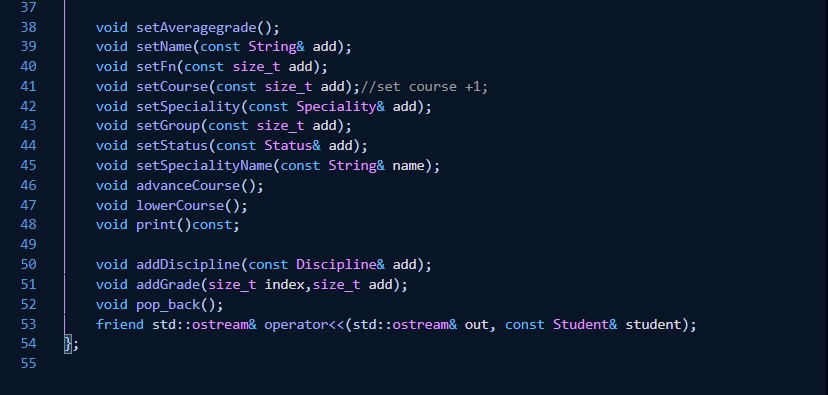 37
38 void setAveragegrade();
39 void setName(const String& add);
40 void setFn(const size_t add);
41 void setCourse(const size_t add);//set course +1;
42 void setSpeciality(const Speciality& add);
43 void setGroup(const size_t add);
44 void setStatus(const Status& add);
45 void setSpecialityName(const String& name);
46 void advanceCourse();
47 void lowerCourse();
48 void print()const;
49
50 void addDiscipline(const Discipline& add);
51 void addGrade(size_t index,size_t add);
52 void pop_back();
53 friend std::ostream& operator<<(std::ostream& out, const Student& student);
54 };
55